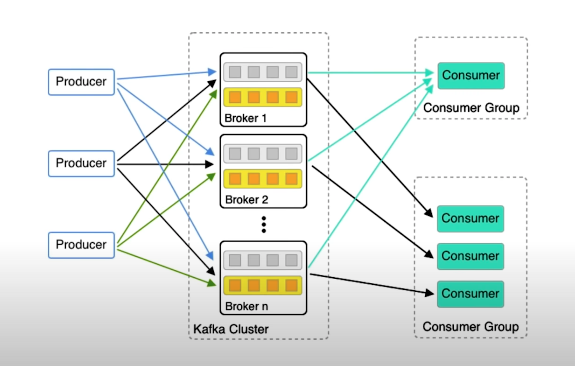 Producer
Producer
Producer
Broker 1
Broker 2
Broker n
Kafka Cluster
Consumer
Consumer Group
Consumer
Consumer
Consumer
Consumer Group